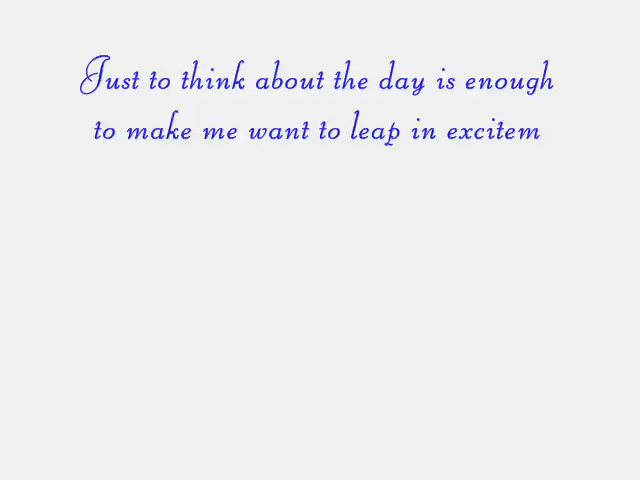 Just to think about the day is enough
to make me want to leap in excitem